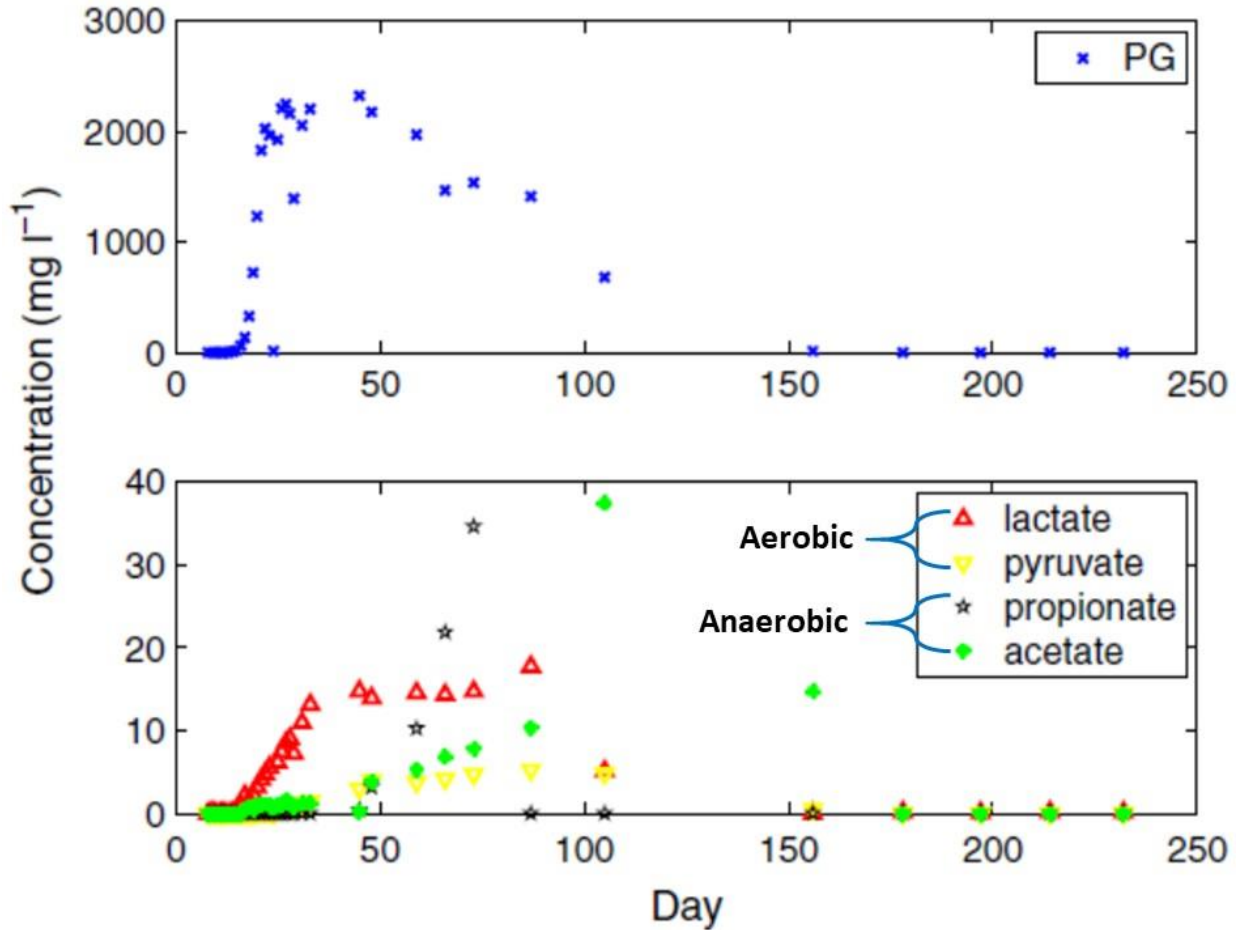 3000
PG
2000
1000
0
0 50 100 150 200 250
Concentration (mg l⁻¹)
40
30
20
10
0
Aerobic
lactate
pyruvate
Anaerobic
propionate
acetate
0 50 100 150 200 250
Day